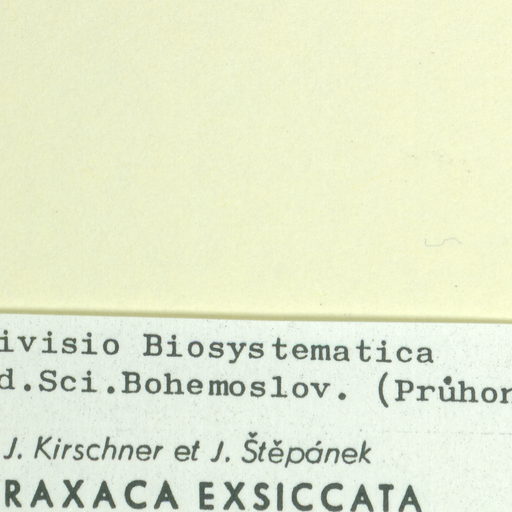 ivisio Biosystematica
d.Sci.Bohemoslov. (Průhon
J. Kirschner et J. Štěpánek
RAXACA EXSICCATA